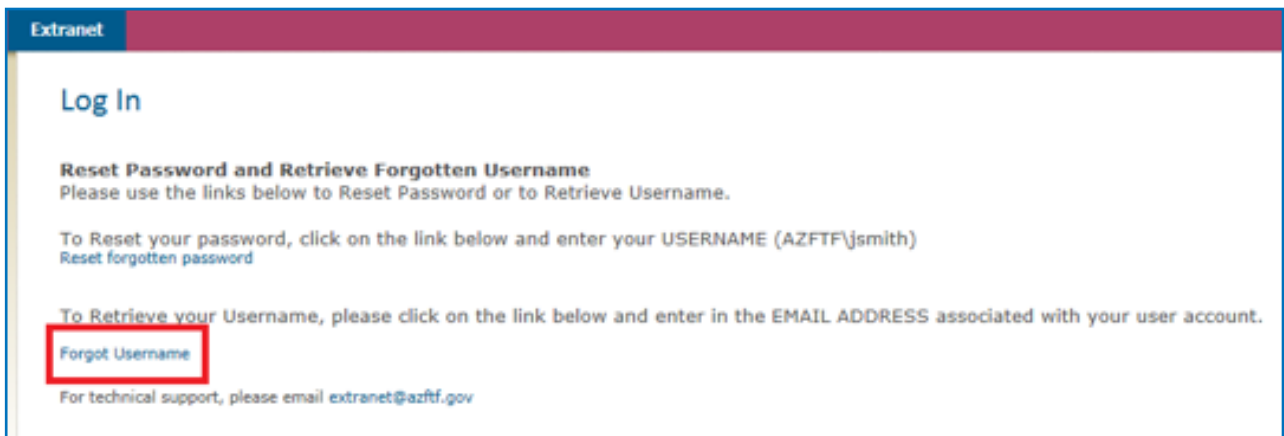 Extranet
Log In
Reset Password and Retrieve Forgotten Username
Please use the links below to Reset Password or to Retrieve Username.
To Reset your password, click on the link below and enter your USERNAME (AZFTF\jsmith)
Reset forgotten password
To Retrieve your Username, please click on the link below and enter in the EMAIL ADDRESS associated with your user account.
Forgot Username
For technical support, please email extranet@azftf.gov